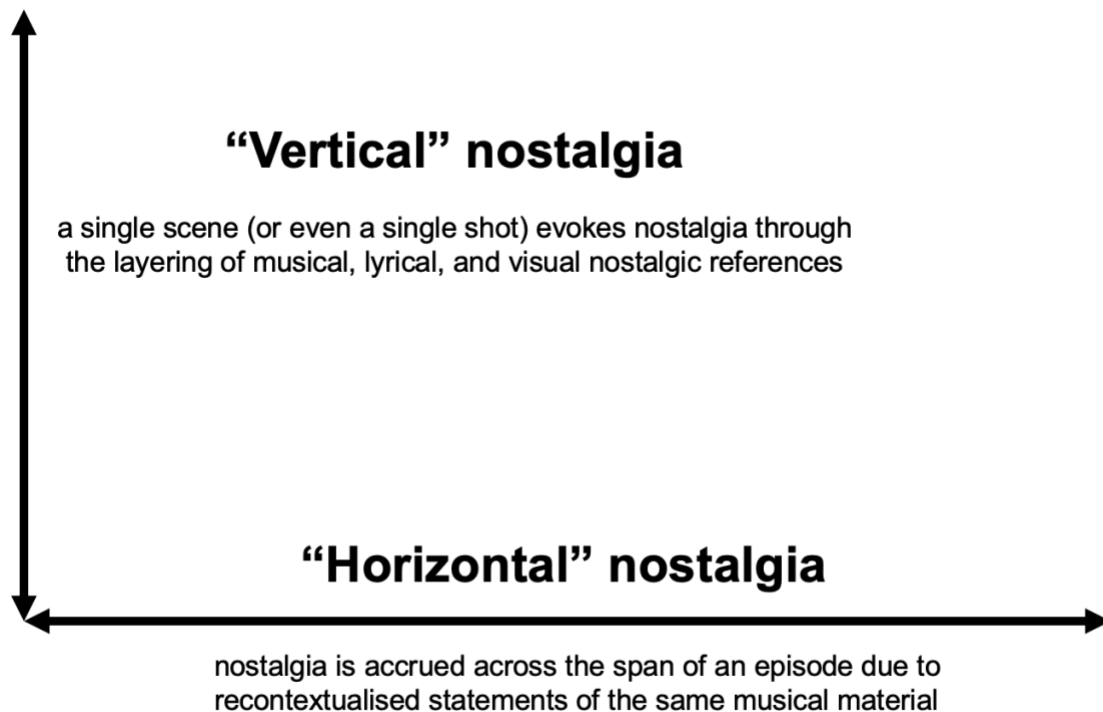 “Vertical” nostalgia
a single scene (or even a single shot) evokes nostalgia through
the layering of musical, lyrical, and visual nostalgic references
“Horizontal” nostalgia
nostalgia is accrued across the span of an episode due to
recontextualised statements of the same musical material